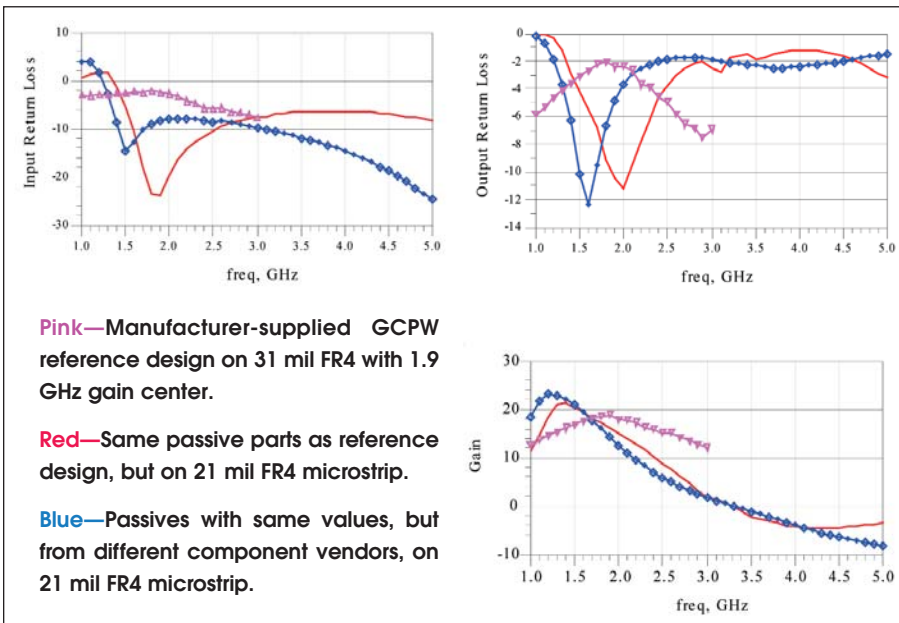 10
0
-10
-20
-30
Input Return Loss
1.0 1.5 2.0 2.5 3.0 3.5 4.0 4.5 5.0
freq, GHz
0
-2
-4
-6
-8
-10
-12
-14
Output Return Loss
1.0 1.5 2.0 2.5 3.0 3.5 4.0 4.5 5.0
freq, GHz
Pink—Manufacturer-supplied GCPW
reference design on 31 mil FR4 with 1.9
GHz gain center.
Red—Same passive parts as reference
design, but on 21 mil FR4 microstrip.
Blue—Passives with same values, but
from different component vendors, on
21 mil FR4 microstrip.
30
20
10
0
-10
Gain
1.0 1.5 2.0 2.5 3.0 3.5 4.0 4.5 5.0
freq, GHz